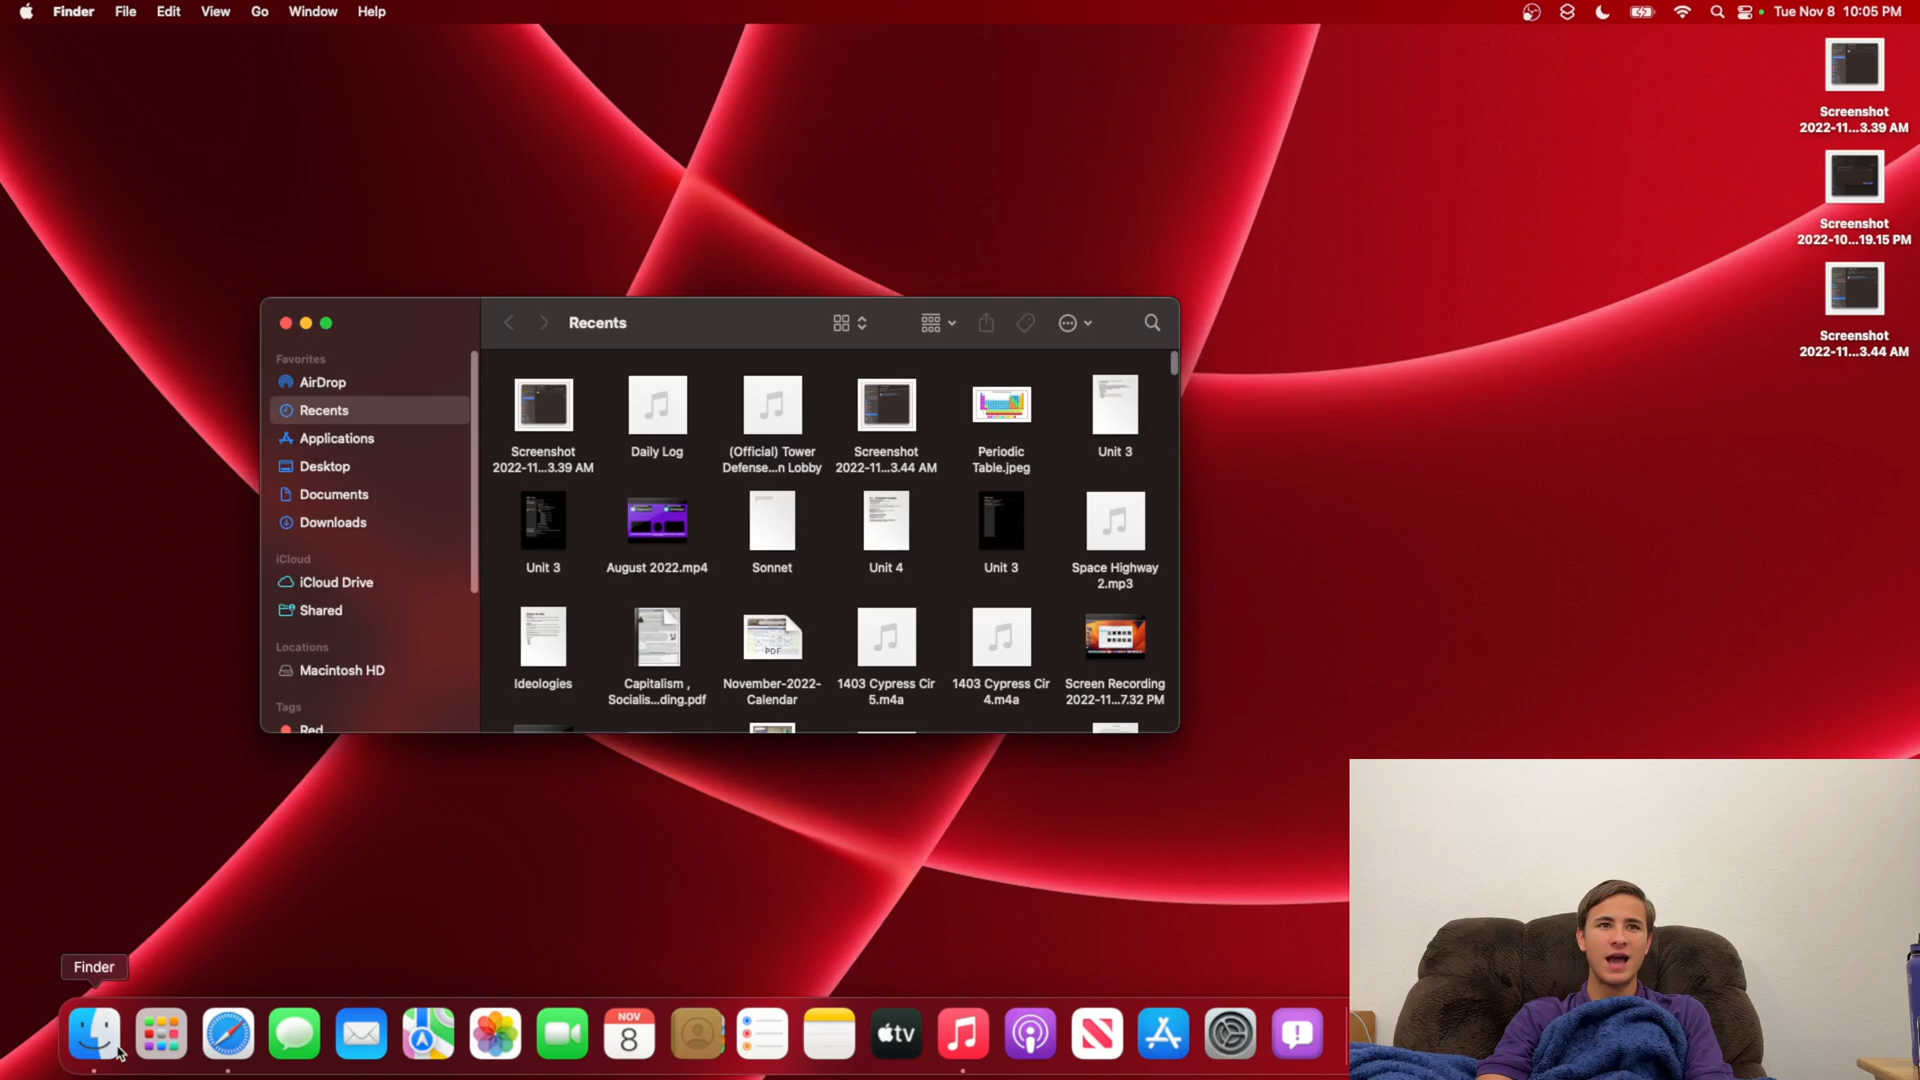 Finder File Edit View Go Window Help
Tue Nov 8 10:05 PM
Screenshot
2022-11...3.39 AM
Screenshot
2022-10...19.15 PM
Screenshot
2022-11...3.44 AM
Recents
Favorites
AirDrop
Recents
Applications
Desktop
Documents
Downloads
iCloud
iCloud Drive
Shared
Locations
Macintosh HD
Tags
Red
Screenshot
2022-11...3.39 AM
Daily Log
(Official) Tower
Defense...n Lobby
Screenshot
2022-11...3.44 AM
Periodic
Table.jpeg
Unit 3
Unit 3
August 2022.mp4
Sonnet
Unit 4
Unit 3
Space Highway
2.mp3
Ideologies
Capitalism ,
Socialis...ding.pdf
PDF
November-2022-
Calendar
1403 Cypress Cir
5.m4a
1403 Cypress Cir
4.m4a
Screen Recording
2022-11...7.32 PM
Finder
NOV
8
tv